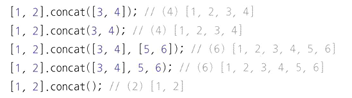 [1, 2].concat([3, 4]); // (4) [1, 2, 3, 4]
[1, 2].concat(3, 4); // (4) [1, 2, 3, 4]
[1, 2].concat([3, 4], [5, 6]); // (6) [1, 2, 3, 4, 5, 6]
[1, 2].concat([3, 4], 5, 6); // (6) [1, 2, 3, 4, 5, 6]
[1, 2].concat(); // (2) [1, 2]